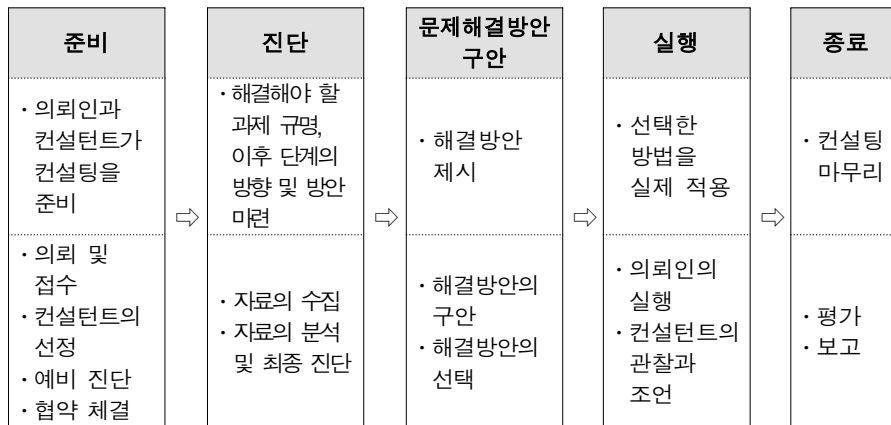 준비
· 의뢰인과
컨설턴트가
컨설팅을
준비
· 의뢰 및
접수
· 컨설턴트의
선정
· 예비 진단
· 협약 체결
⇨
진단
· 해결해야 할
과제 규명,
이후 단계의
방향 및 방안
마련
· 자료의 수집
· 자료의 분석
및 최종 진단
⇨
문제해결방안
구안
· 해결방안
제시
· 해결방안의
구안
· 해결방안의
선택
⇨
실행
· 선택한
방법을
실제 적용
· 의뢰인의
실행
· 컨설턴트의
관찰과
조언
⇨
종료
· 컨설팅
마무리
· 평가
· 보고